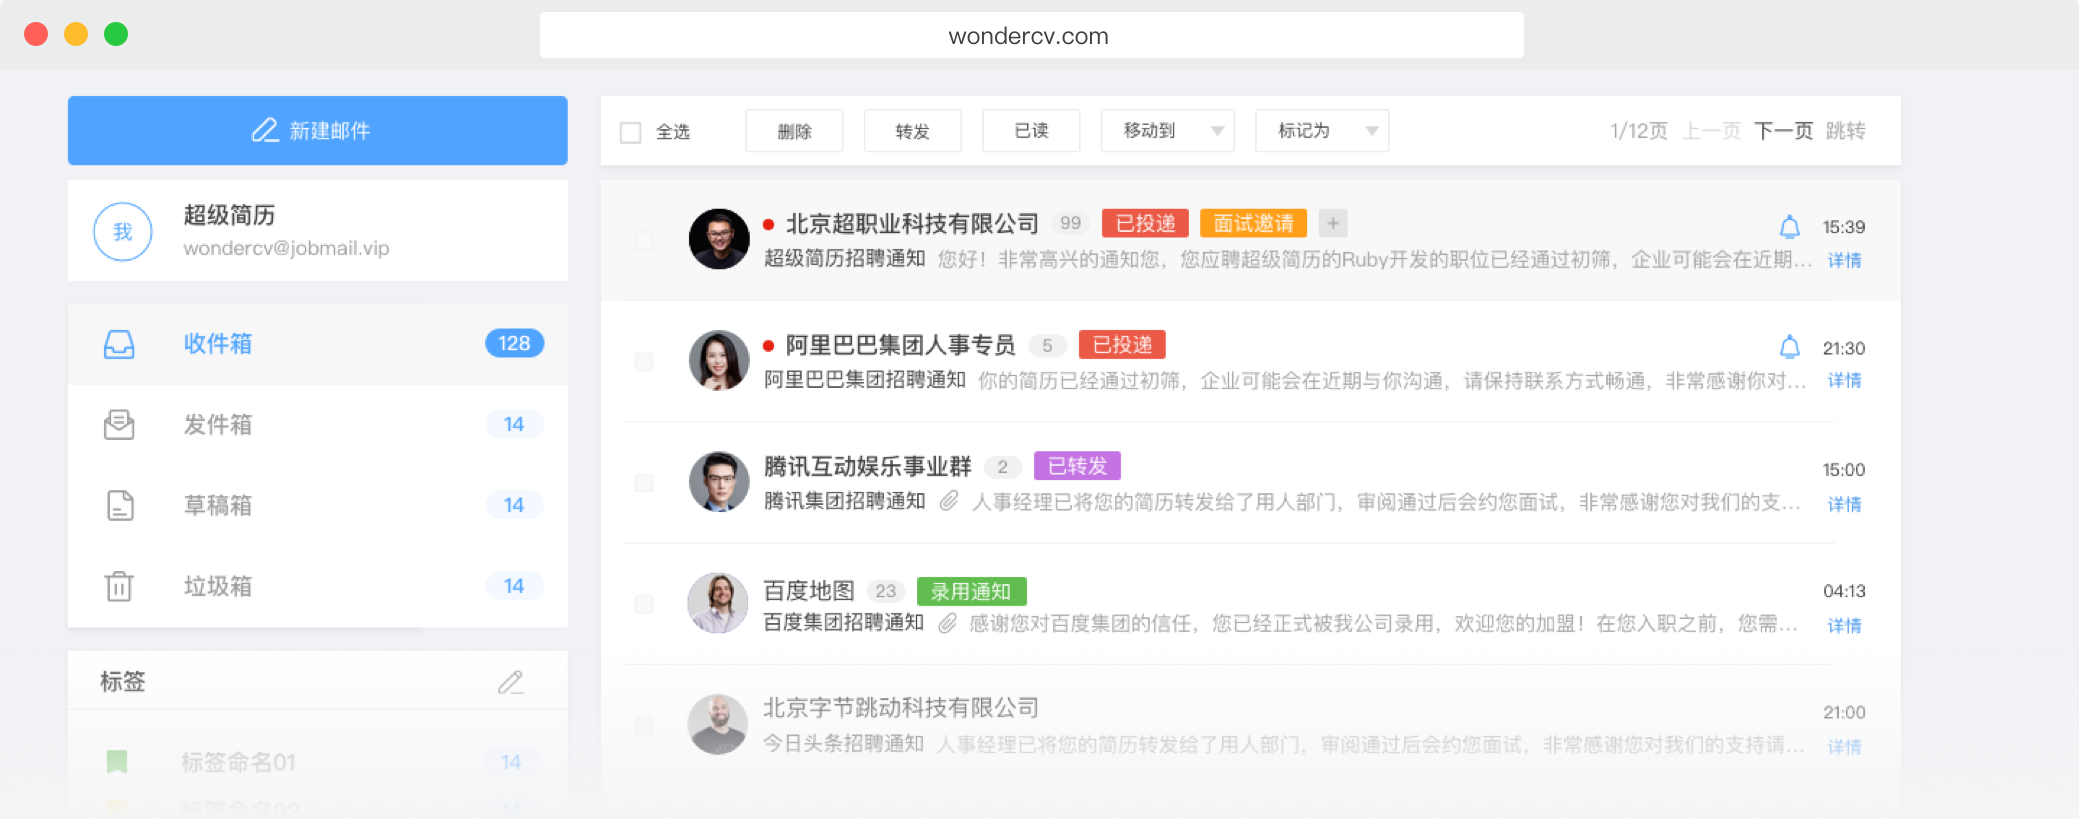 wondercv.com
新建邮件
我
超级简历
wondercv@jobmail.vip
收件箱 128
发件箱 14
草稿箱 14
垃圾箱 14
标签
标签命名01 14
标签命名02 14
全选 删除 转发 已读 移动到 标记为 1/12页 上一页 下一页 跳转
北京超职业科技有限公司 99 已投递 面试邀请 + 15:39
超级简历招聘通知 您好！非常高兴的通知您，您应聘超级简历的Ruby开发的职位已经通过初筛，企业可能会在近期... 详情
阿里巴巴集团人事专员 5 已投递 21:30
阿里巴巴集团招聘通知 你的简历已经通过初筛，企业可能会在近期与你沟通，请保持联系方式畅通，非常感谢你对... 详情
腾讯互动娱乐事业群 2 已转发 15:00
腾讯集团招聘通知 人事经理已将您的简历转发给了用人部门，审阅通过后会约您面试，非常感谢您对我们的支... 详情
百度地图 23 录用通知 04:13
百度集团招聘通知 感谢您对百度集团的信任，您已经正式被我公司录用，欢迎您的加盟！在您入职之前，您需... 详情
北京字节跳动科技有限公司 21:00
今日头条招聘通知 人事经理已将您的简历转发给了用人部门，审阅通过后会约您面试，非常感谢您对我们的支持请... 详情